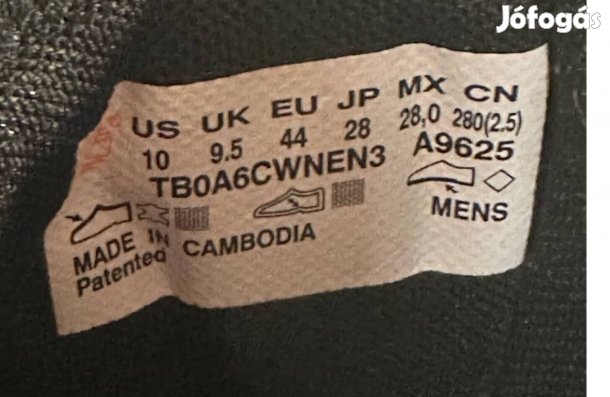 Jófogás
US UK EU JP MX CN
10 9.5 44 28 28,0 280(2.5)
TB0A6CWNEN3 A9625
MENS
MADE IN CAMBODIA
Patented